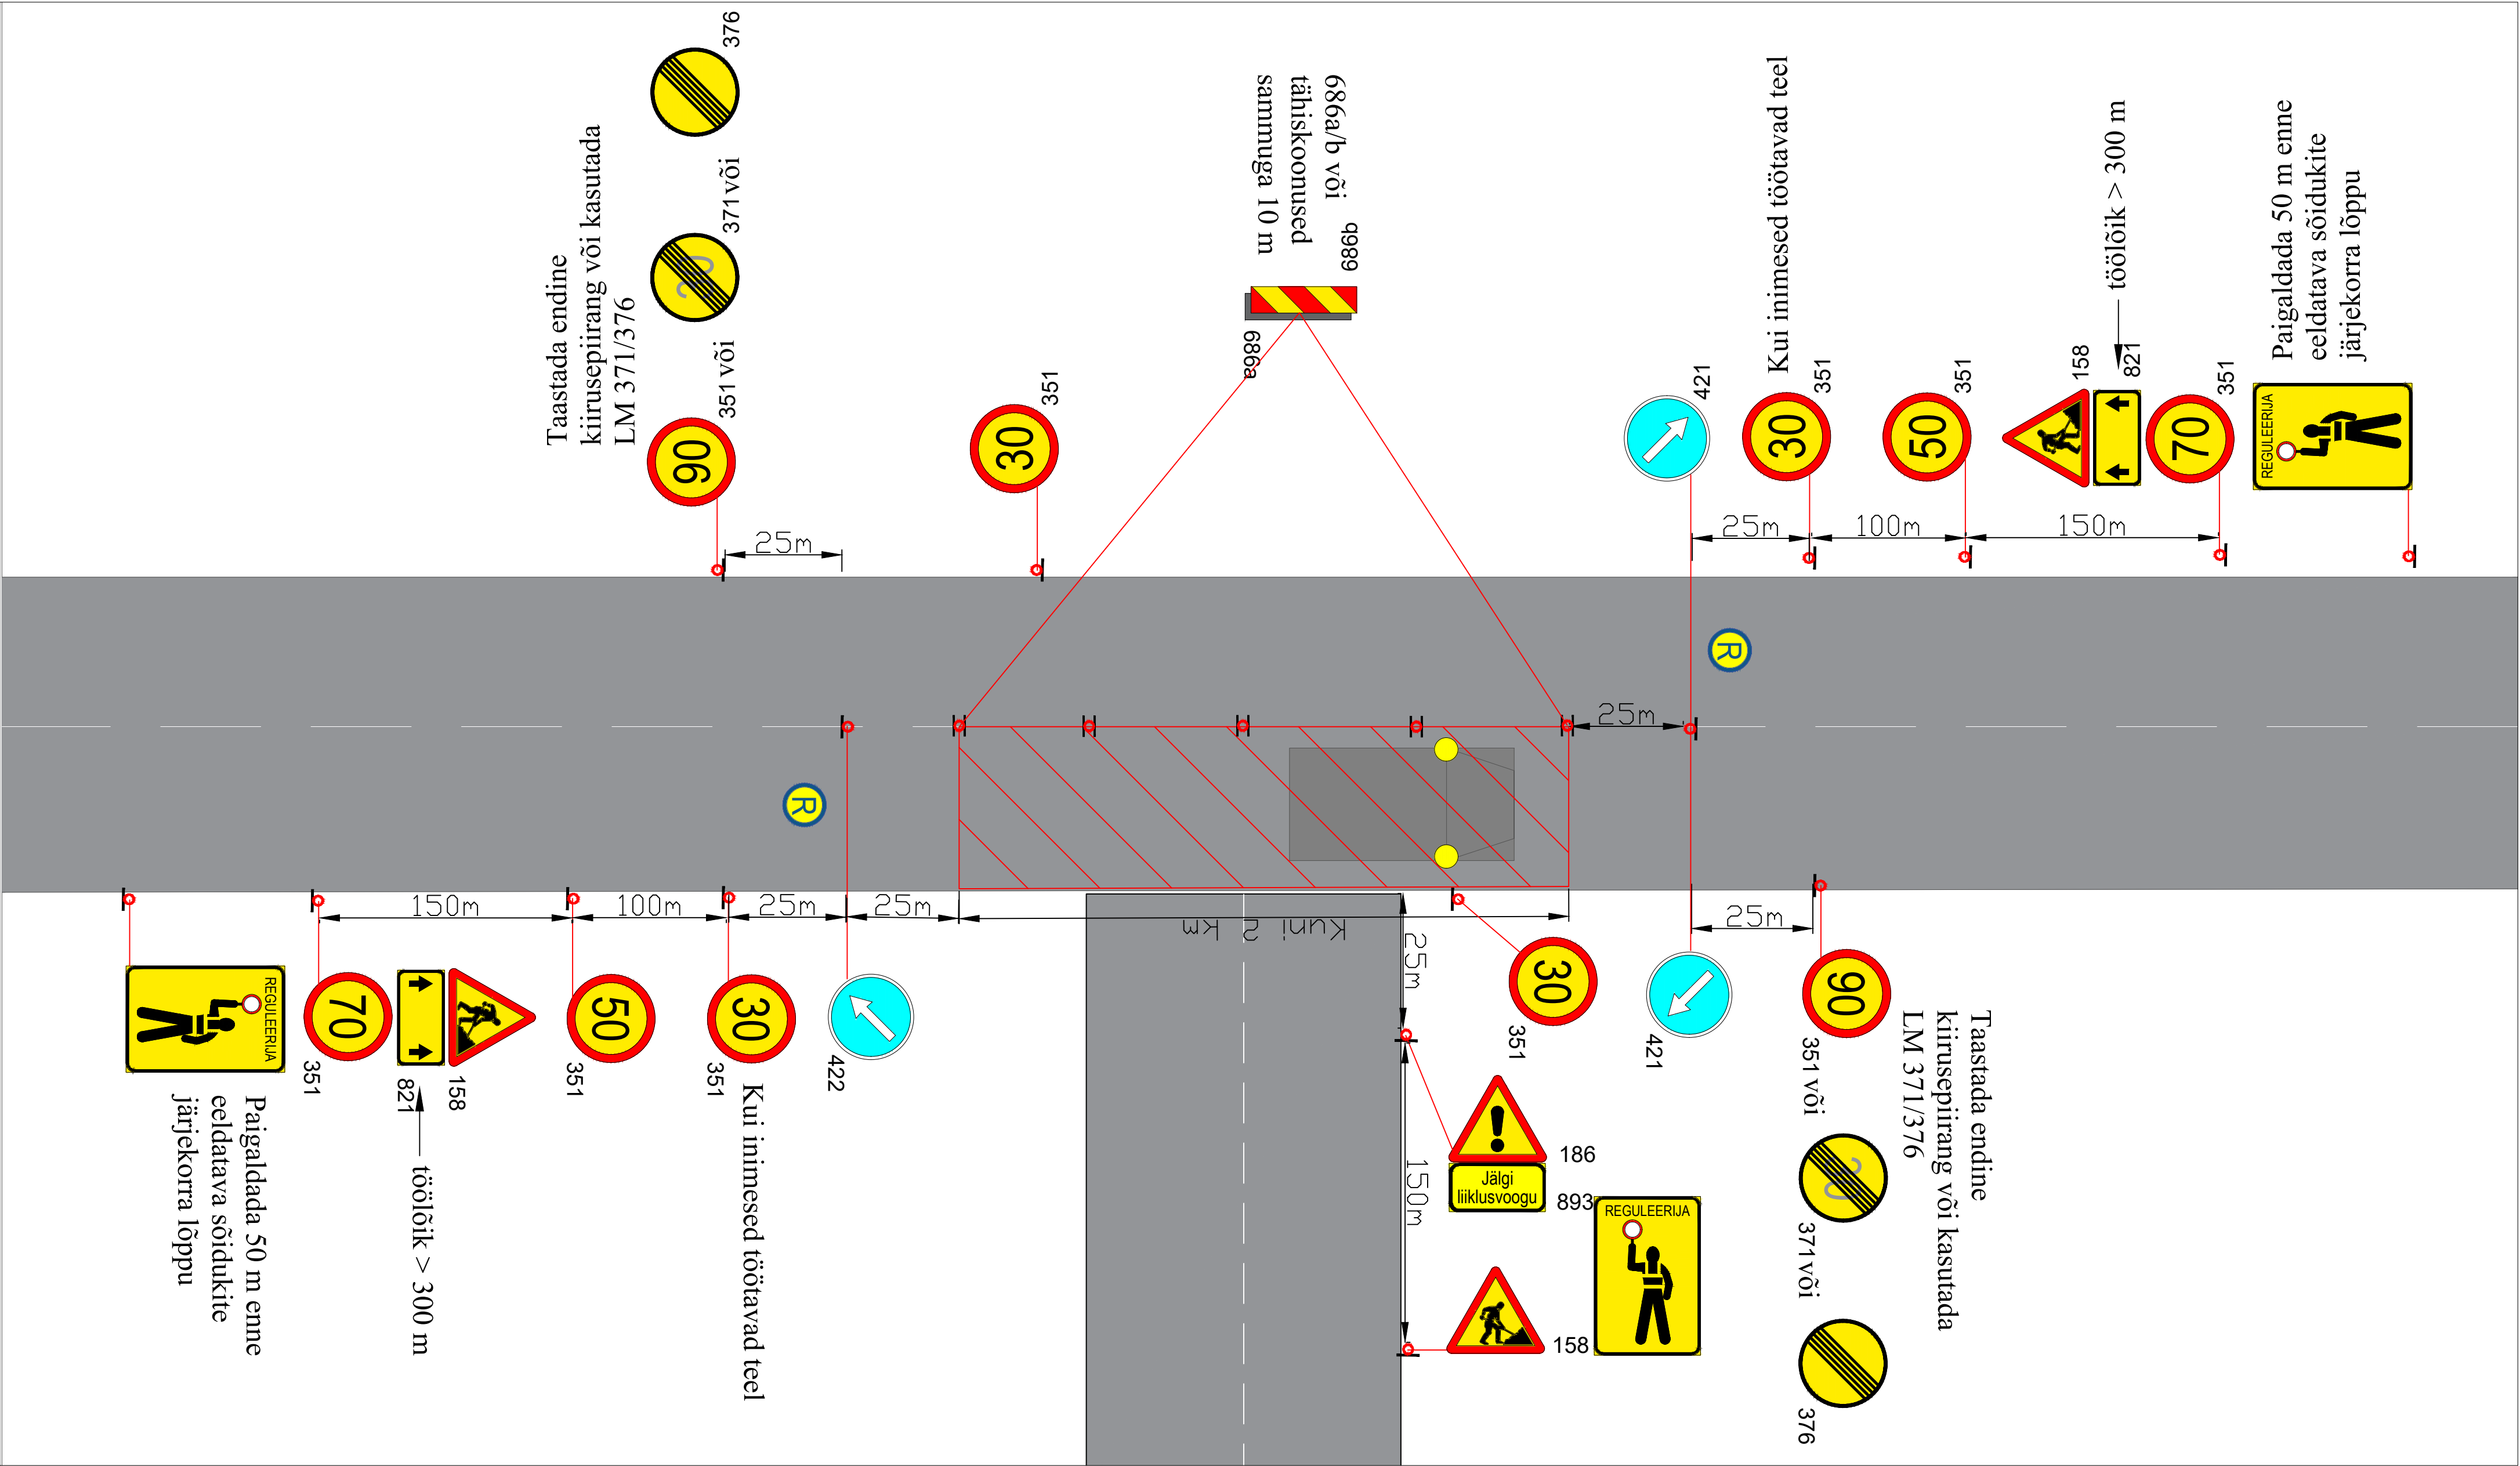 376
371 või
351 või
90
Taastada endine
kiirusepiirang või kasutada
LM 371/376
25m
351
30
686a/b või
tähiskoonused
sammuga 10 m
686b
686a
421
Kui inimesed töötavad teel
351
30
351
50
158
821
töölõik > 300 m
351
70
Paigaldada 50 m enne
eeldatava sõidukite
järjekorra lõppu
REGULEERIJA
25m
100m
150m
R
25m
R
150m
100m
25m
25m
Kuni 2 km
25m
25m
150m
REGULEERIJA
Paigaldada 50 m enne
eeldatava sõidukite
järjekorra lõppu
70
351
821
158
töölõik > 300 m
50
351
30
351
Kui inimesed töötavad teel
422
30
351
421
90
351 või
371 või
376
Taastada endine
kiirusepiirang või kasutada
LM 371/376
186
Jälgi
liiklusvoogu
893
REGULEERIJA
158